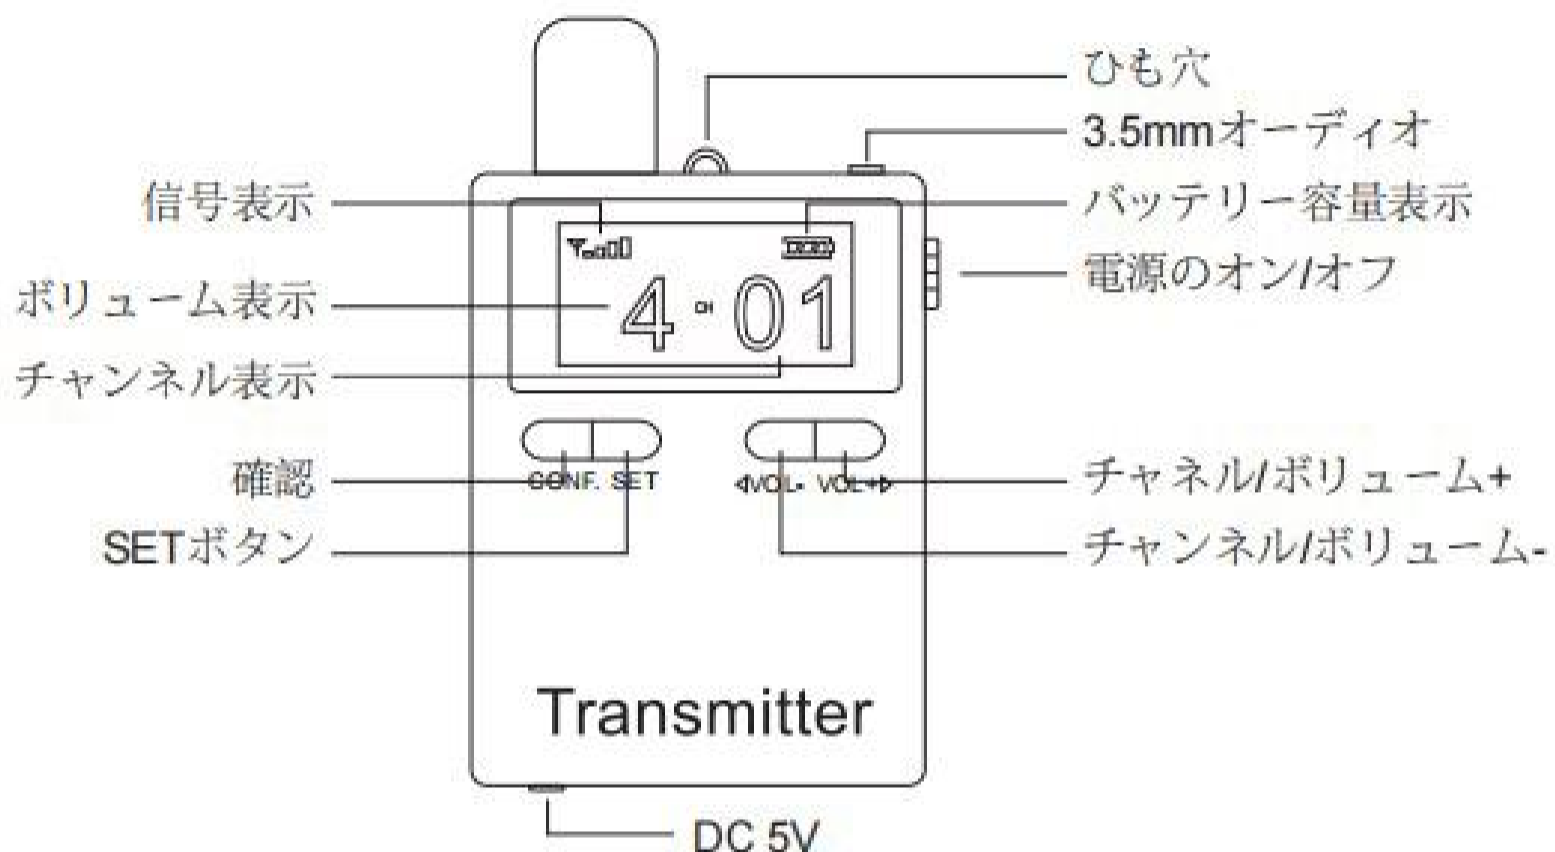 ひも穴
3.5mmオーディオ
信号表示
バッテリー容量表示
電源のオン/オフ
ボリューム表示
4 CH 01
チャンネル表示
確認
CONF. SET
◁VOL- VOL+▷
チャネル/ボリューム+
SETボタン
チャンネル/ボリューム-
Transmitter
DC 5V